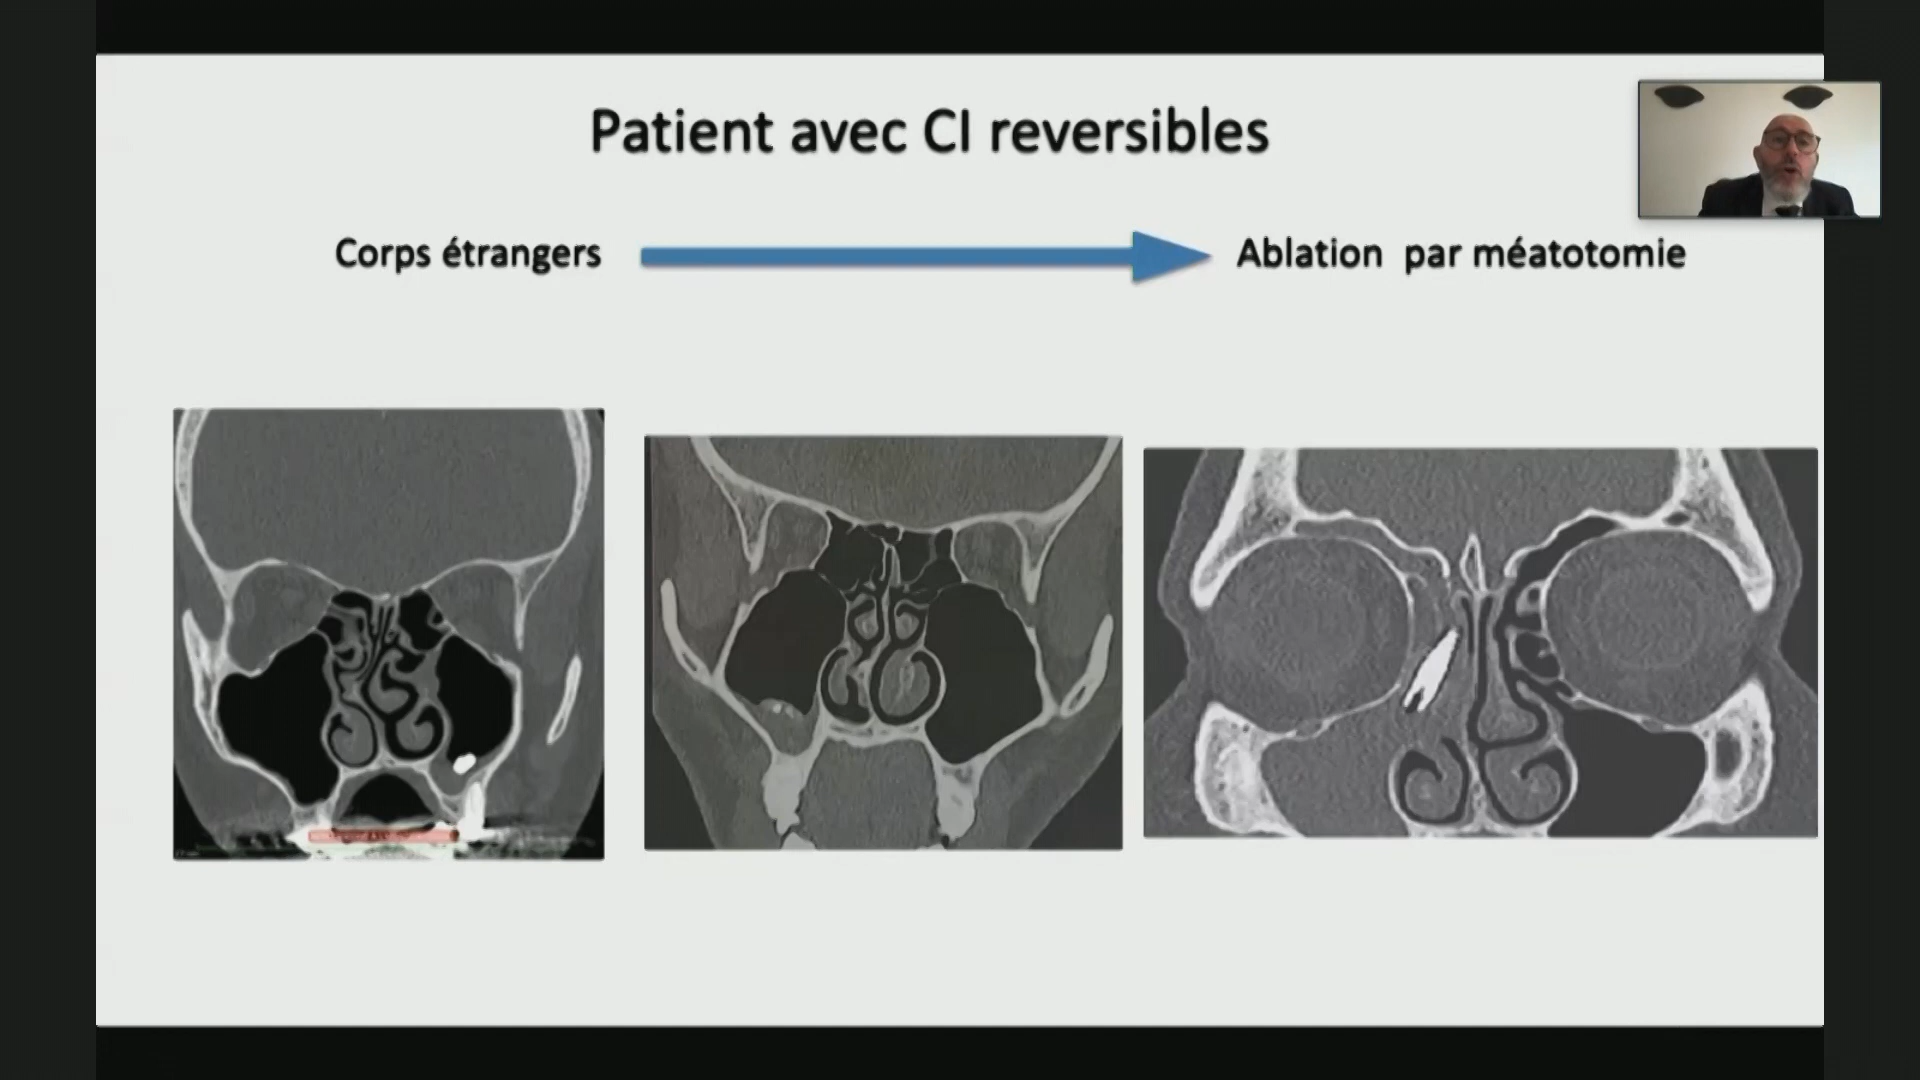 Patient avec CI reversibles
Corps étrangers
Ablation par méatotomie